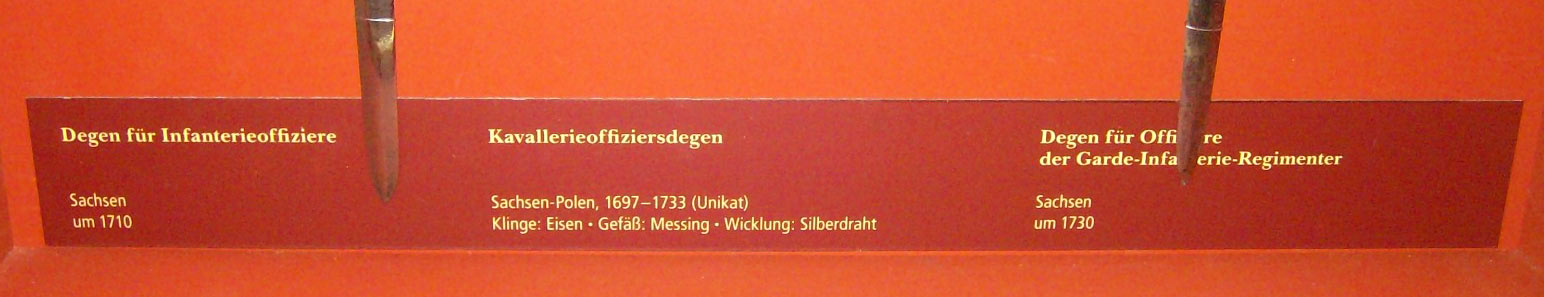 Degen für Infanterieoffiziere
Sachsen
um 1710
Kavallerieoffiziersdegen
Sachsen-Polen, 1697–1733 (Unikat)
Klinge: Eisen • Gefäß: Messing • Wicklung: Silberdraht
Degen für
der
Sachsen
um 1730